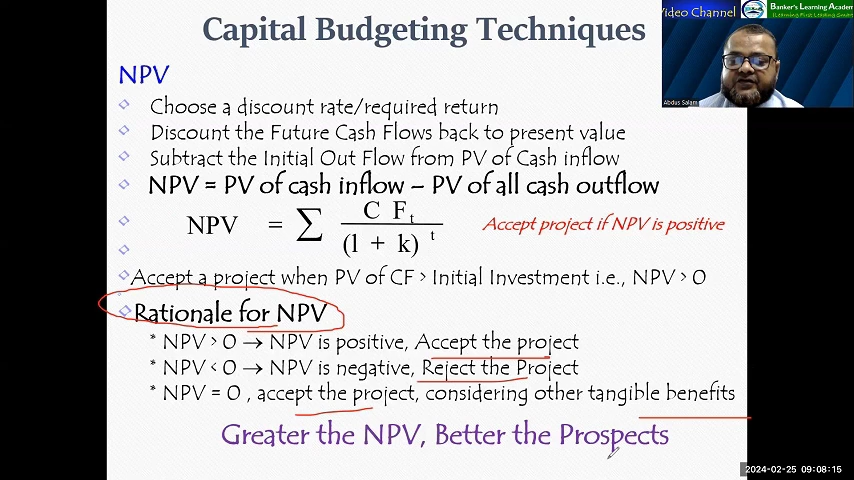 Capital Budgeting Techniques
Video Channel
Banker's Learning Academ
(Learning First Leading
Abdus Salam
NPV
Choose a discount rate/required return
Discount the Future Cash Flows back to present value
Subtract the Initial Out Flow from PV of Cash inflow
NPV = PV of cash inflow – PV of all cash outflow
NPV = ∑ C F t / (l + k) t
Accept project if NPV is positive
Accept a project when PV of CF > Initial Investment i.e., NPV > 0
Rationale for NPV
* NPV > 0 → NPV is positive, Accept the project
* NPV < 0 → NPV is negative, Reject the Project
* NPV = 0 , accept the project, considering other tangible benefits
Greater the NPV, Better the Prospects
2024-02-25 09:08:15